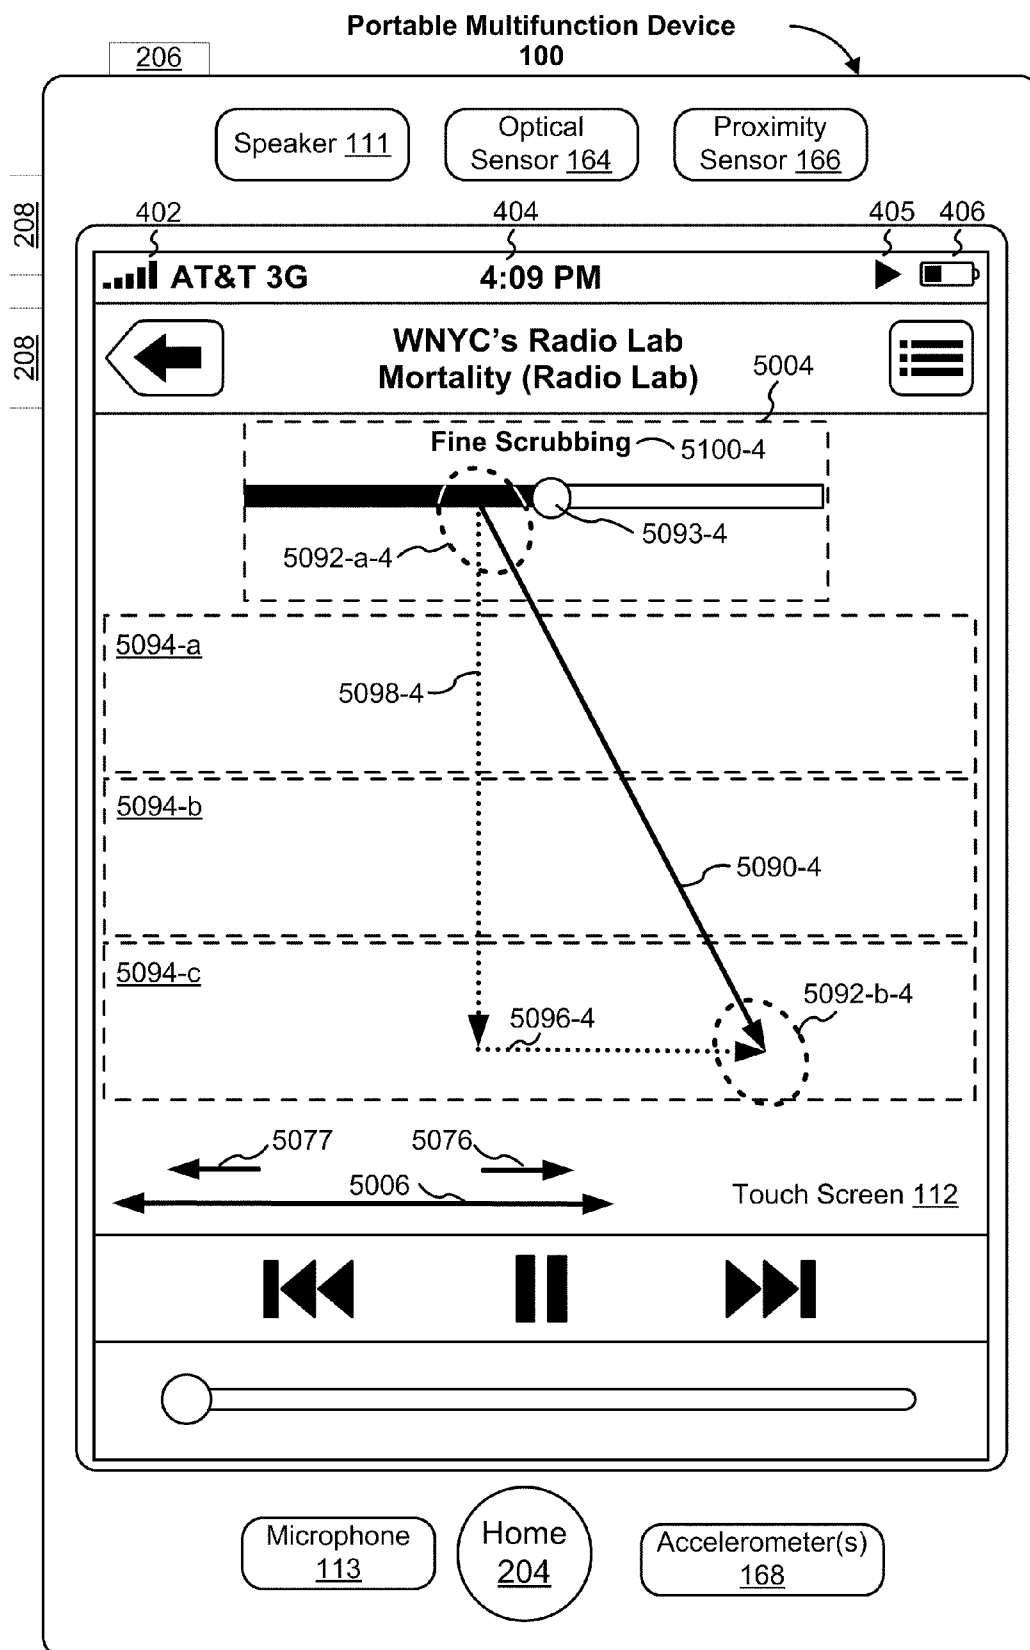 Portable Multifunction Device
100
206
Speaker 111
Optical
Sensor 164
Proximity
Sensor 166
208
208
402
404
405
406
AT&T 3G
4:09 PM
WNYC's Radio Lab
Mortality (Radio Lab)
5004
Fine Scrubbing
5100-4
5093-4
5092-a-4
5094-a
5098-4
5094-b
5090-4
5094-c
5092-b-4
5096-4
5077
5076
5006
Touch Screen 112
Microphone
113
Home
204
Accelerometer(s)
168